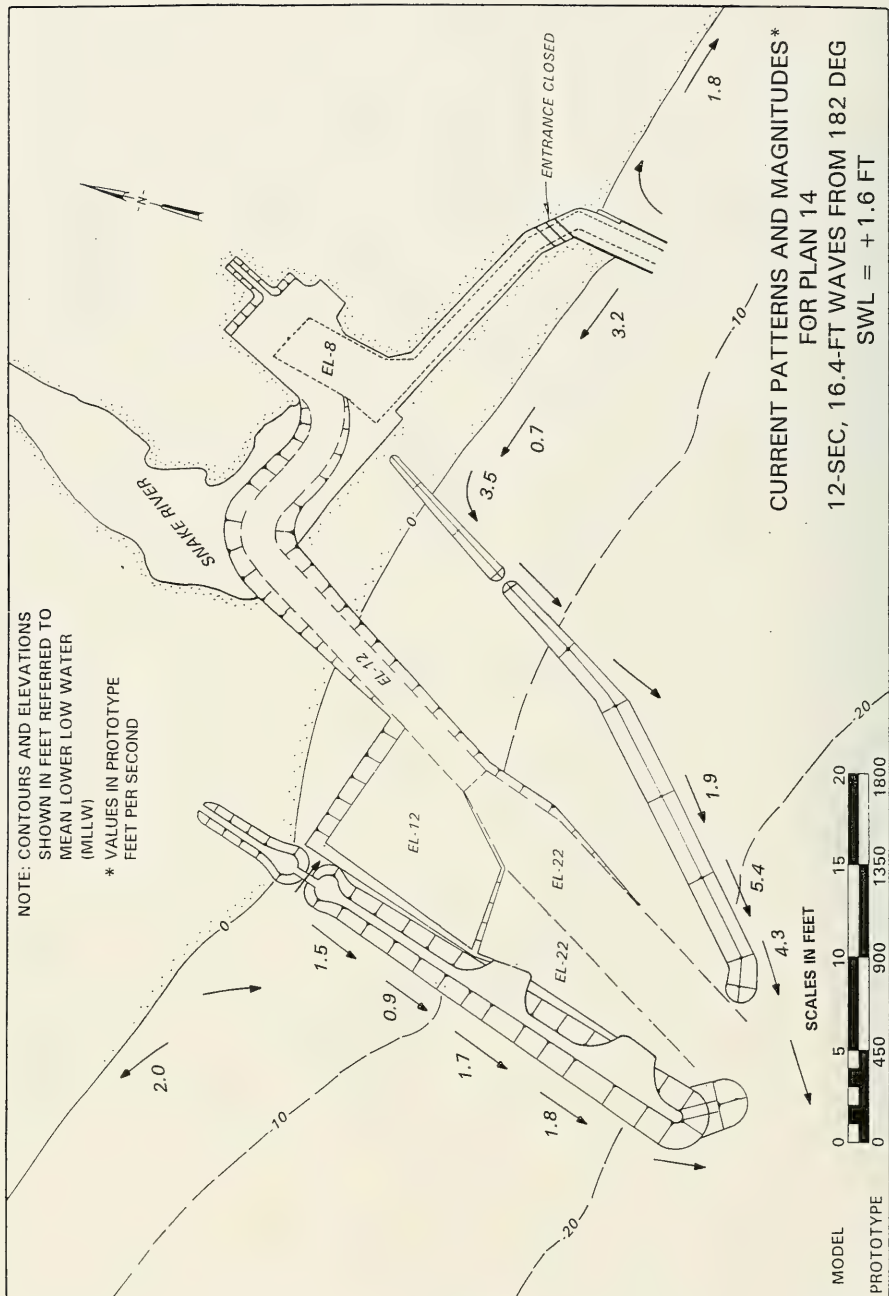 NOTE: CONTOURS AND ELEVATIONS
SHOWN IN FEET REFERRED TO
MEAN LOWER LOW WATER
(MLLW)
* VALUES IN PROTOTYPE
FEET PER SECOND
-N-
SNAKE RIVER
EL-8
ENTRANCE CLOSED
0
0
EL-12
EL-12
EL-22
EL-22
2.0
1.5
0.9
1.7
1.8
3.5
0.7
3.2
1.8
1.9
5.4
4.3
-10
-10
-20
-20
CURRENT PATTERNS AND MAGNITUDES*
FOR PLAN 14
12-SEC, 16.4-FT WAVES FROM 182 DEG
SWL = +1.6 FT
SCALES IN FEET
MODEL 0 5 10 15 20
PROTOTYPE 0 450 900 1350 1800